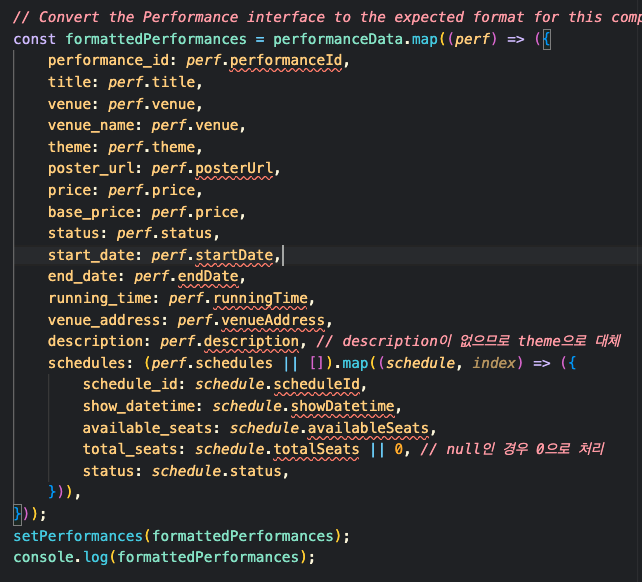 // Convert the Performance interface to the expected format for this
const formattedPerformances = performanceData.map((perf) => ({
performance_id: perf.performanceId,
title: perf.title,
venue: perf.venue,
venue_name: perf.venue,
theme: perf.theme,
poster_url: perf.posterUrl,
price: perf.price,
base_price: perf.price,
status: perf.status,
start_date: perf.startDate,
end_date: perf.endDate,
running_time: perf.runningTime,
venue_address: perf.venueAddress,
description: perf.description, // description이 없으므로 theme으로 대체
schedules: (perf.schedules || []).map((schedule, index) => ({
schedule_id: schedule.scheduleId,
show_datetime: schedule.showDatetime,
available_seats: schedule.availableSeats,
total_seats: schedule.totalSeats || 0, // null인 경우 0으로 처리
status: schedule.status,
})),
}));
setPerformances(formattedPerformances);
console.log(formattedPerformances);